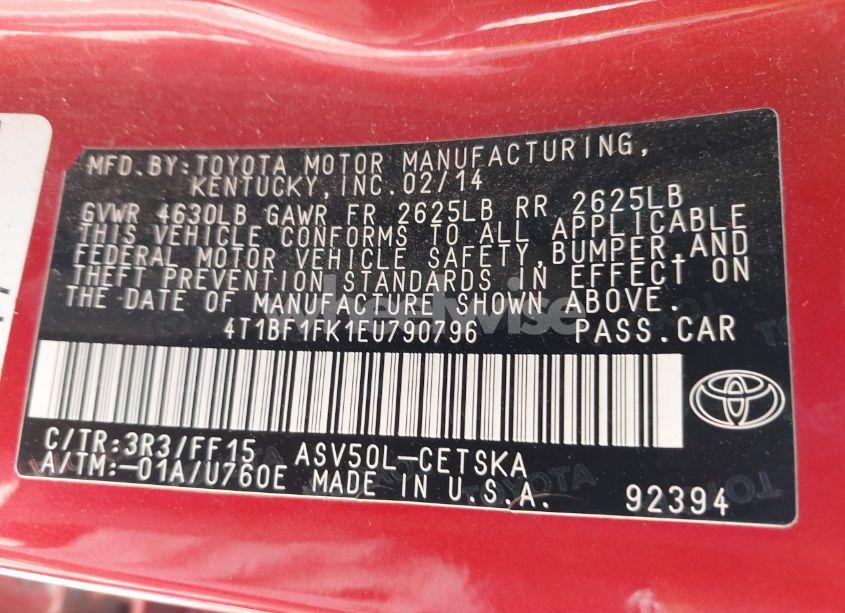 MFD.BY:TOYOTA MOTOR MANUFACTURING,
KENTUCKY,INC.02/14
GVWR 4630LB GAWR FR 2625LB RR 2625LB
THIS VEHICLE CONFORMS TO ALL APPLICABLE
FEDERAL MOTOR VEHICLE SAFETY,BUMPER,AND
THEFT PREVENTION STANDARDS IN EFFECT ON
THE DATE OF MANUFACTURE SHOWN ABOVE.
4T1BF1FK1EU790796 PASS.CAR
C/TR:3R3/FF15 ASV50L-CETSKA
A/TM:-01A/U760E MADE IN U.S.A. 92394
TOYOTA